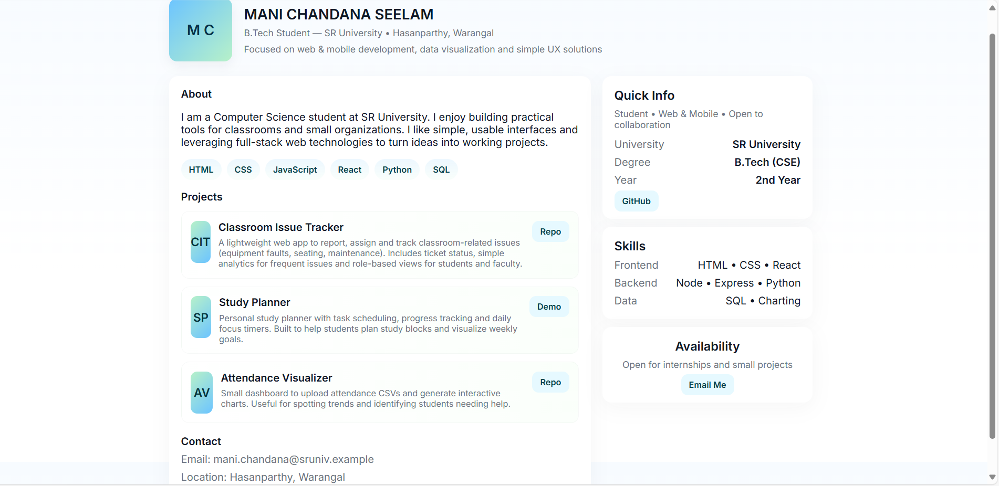 M C
MANI CHANDANA SEELAM
B.Tech Student — SR University • Hasanparthy, Warangal
Focused on web & mobile development, data visualization and simple UX solutions
About
I am a Computer Science student at SR University. I enjoy building practical
tools for classrooms and small organizations. I like simple, usable interfaces and
leveraging full-stack web technologies to turn ideas into working projects.
HTML CSS JavaScript React Python SQL
Projects
CIT
Classroom Issue Tracker
A lightweight web app to report, assign and track classroom-related issues
(equipment faults, seating, maintenance). Includes ticket status, simple
analytics for frequent issues and role-based views for students and faculty.
Repo
SP
Study Planner
Personal study planner with task scheduling, progress tracking and daily
focus timers. Built to help students plan study blocks and visualize weekly
goals.
Demo
AV
Attendance Visualizer
Small dashboard to upload attendance CSVs and generate interactive
charts. Useful for spotting trends and identifying students needing help.
Repo
Contact
Email: mani.chandana@sruniv.example
Location: Hasanparthy, Warangal
Quick Info
Student • Web & Mobile • Open to
collaboration
University SR University
Degree B.Tech (CSE)
Year 2nd Year
GitHub
Skills
Frontend HTML • CSS • React
Backend Node • Express • Python
Data SQL • Charting
Availability
Open for internships and small projects
Email Me